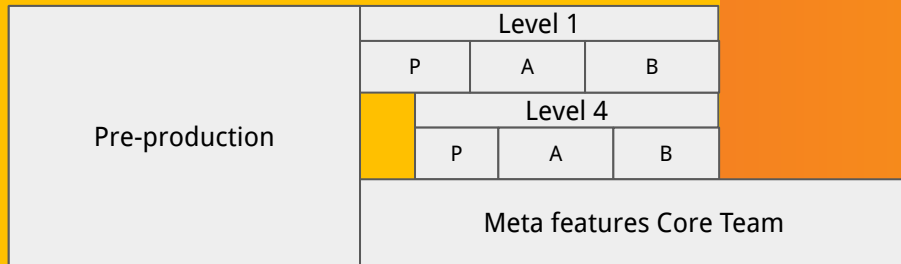 Level 1
P A B
Pre-production
Level 4
P A B
Meta features Core Team